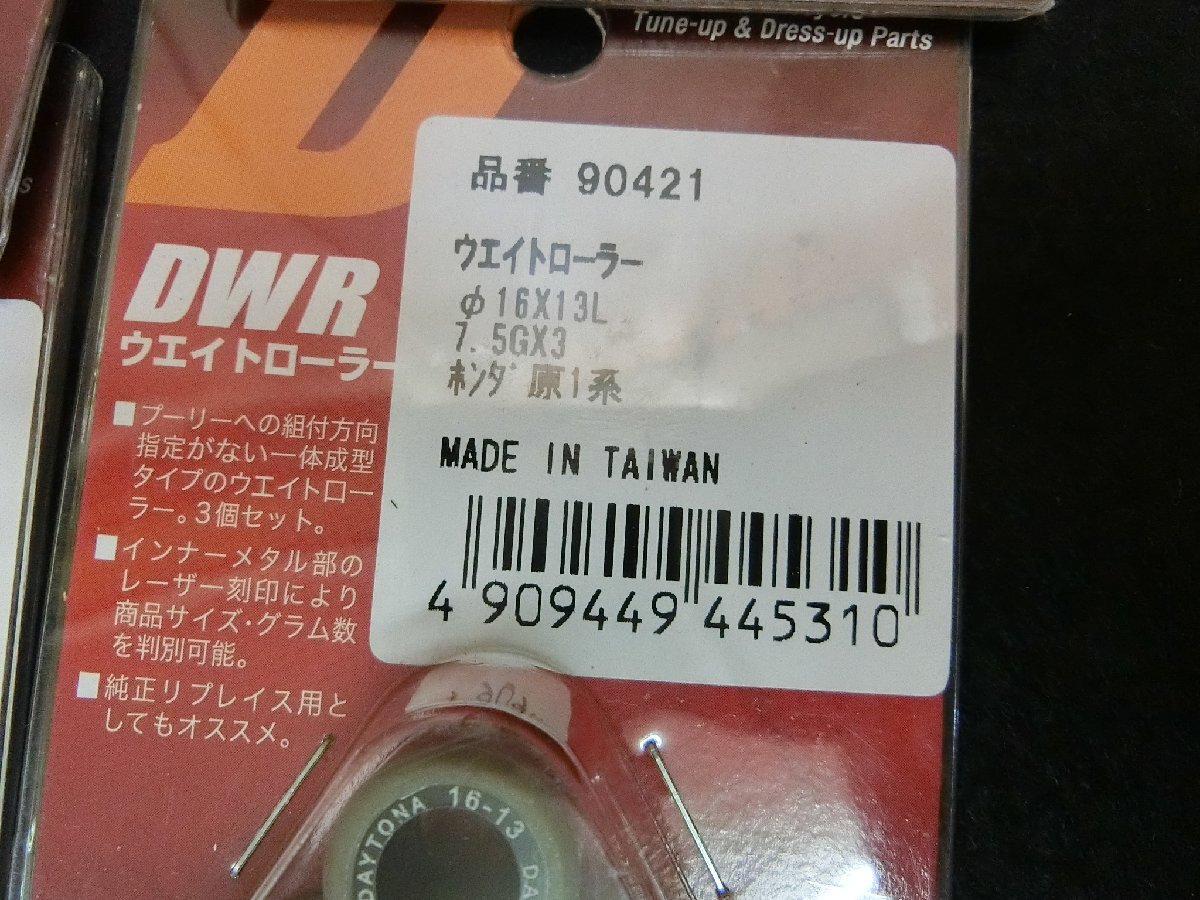 Tune-up & Dress-up Parts
品番 90421
ウエイトローラー
φ16X13L
7.5GX3
ホンダ 原1系
MADE IN TAIWAN
4 909449 445310
DWR
ウエイトローラー
■プーリーへの組付方向
指定がない一体成型
タイプのウエイトロー
ラー。3個セット。
■インナーメタル部の
レーザー刻印により
商品サイズ・グラム数
を判別可能。
■純正リプレイス用と
してもオススメ。
DAYTONA 16-13 DA